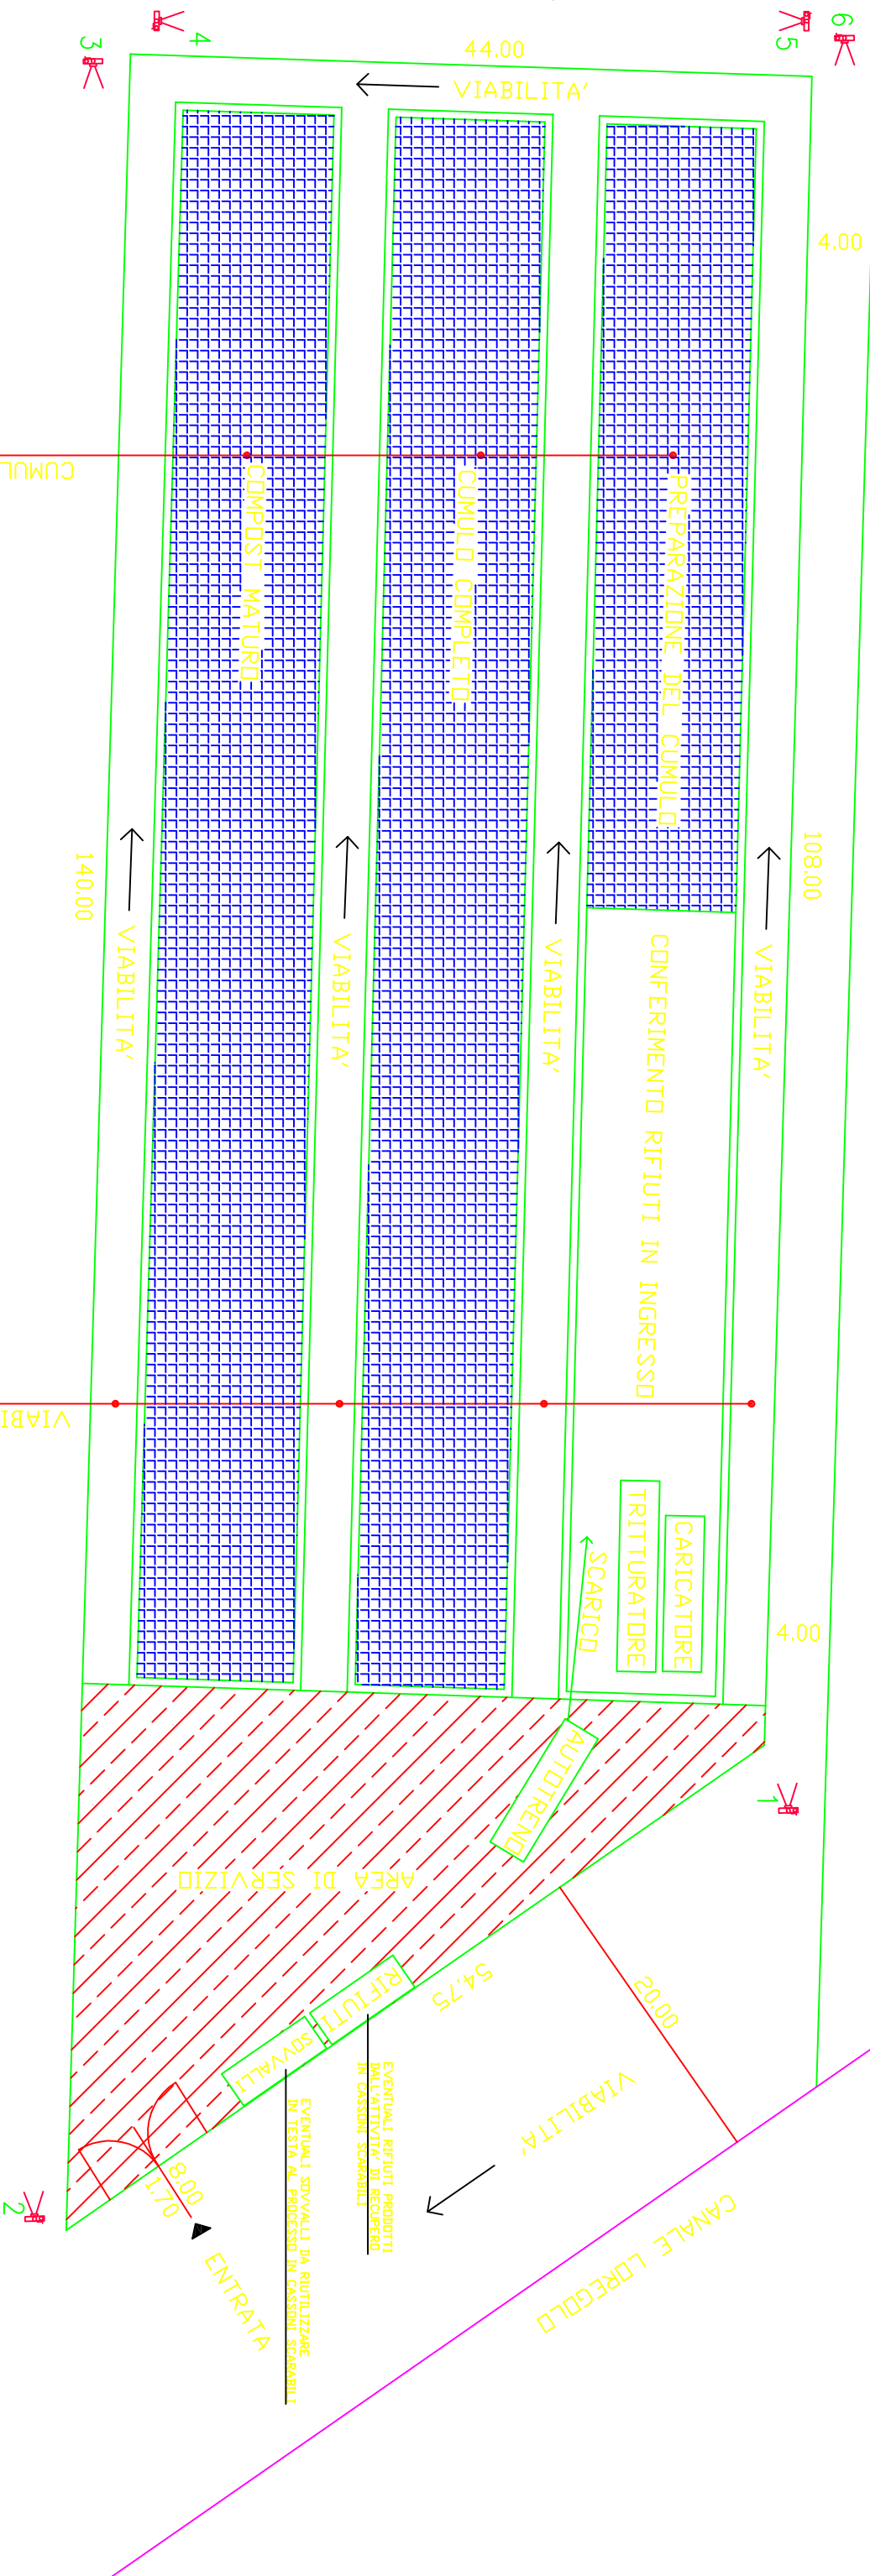 6
5
4
3
44.00
VIABILITA'
4.00
CUMUL
COMPOST MATURO
CUMULO COMPLETO
PREPARAZIONE DEL CUMULO
140.00
108.00
VIABILITA'
VIABILITA'
VIABILITA'
VIABILITA'
CONFERIMENTO RIFIUTI IN INGRESSO
VIABI
TRITTURATORE
CARICATORE
SCARICO
4.00
AUTOTRENO
1
AREA DI SERVIZIO
RIFIUTI
SOVVALLI
54.75
20.00
EVENTUALI RIFIUTI PRODOTTI
DALL'ATTIVITA' DI RECUPERO
IN CASSONI SCARABILI
EVENTUALI SOVVALLI DA RIUTILIZZARE
IN TESTA AL PROCESSO IN CASSONI SCARABILI
VIABILITA'
8.00
1.70
2
ENTRATA
CANALE LOREGOLO